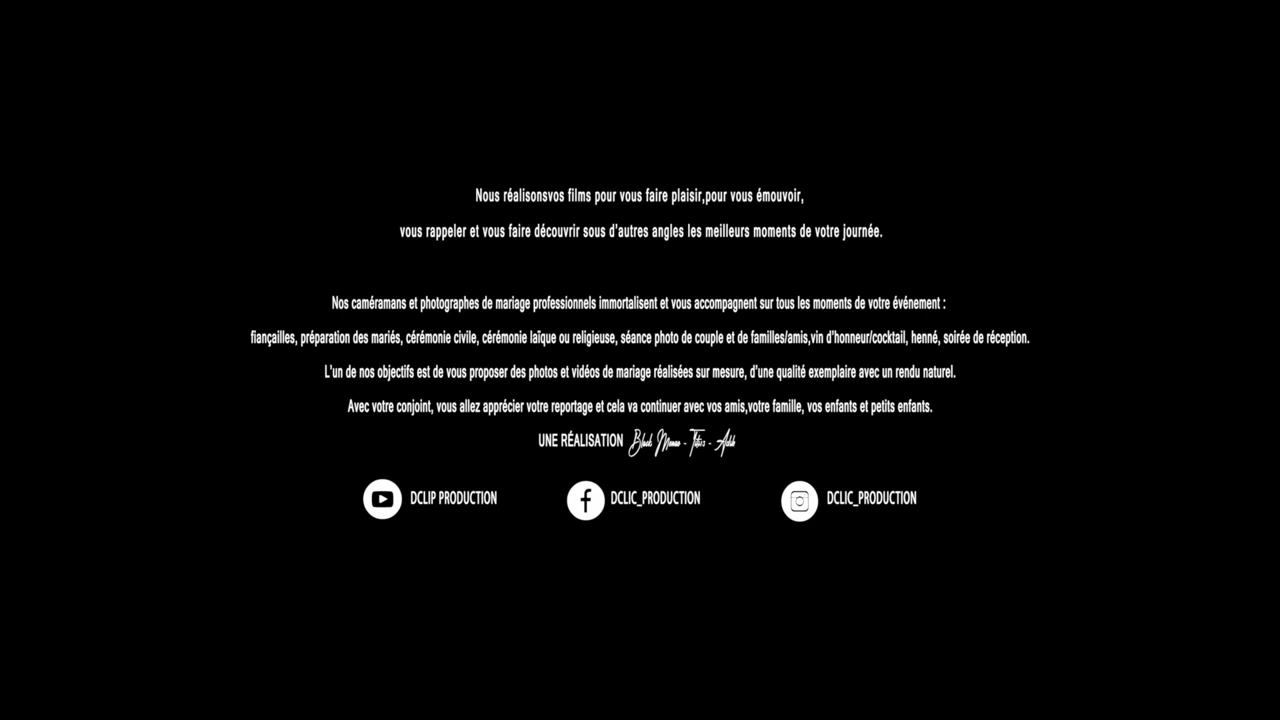 Nous réalisonsvos films pour vous faire plaisir,pour vous émouvoir,
vous rappeler et vous faire découvrir sous d'autres angles les meilleurs moments de votre journée.
Nos caméramans et photographes de mariage professionnels immortalisent et vous accompagnent sur tous les moments de votre événement :
fiançailles, préparation des mariés, cérémonie civile, cérémonie laïque ou religieuse, séance photo de couple et de familles/amis,vin d'honneur/cocktail, henné, soirée de réception.
L'un de nos objectifs est de vous proposer des photos et vidéos de mariage réalisées sur mesure, d'une qualité exemplaire avec un rendu naturel.
Avec votre conjoint, vous allez apprécier votre reportage et cela va continuer avec vos amis,votre famille, vos enfants et petits enfants.
UNE RÉALISATION Black
DCLIP PRODUCTION DCLIC_PRODUCTION DCLIC_PRODUCTION